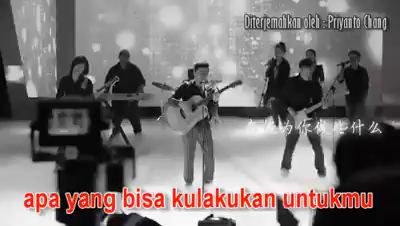 Diterjemahkan oleh : Priyanto Chang
为你做些什么
apa yang bisa kulakukan untukmu